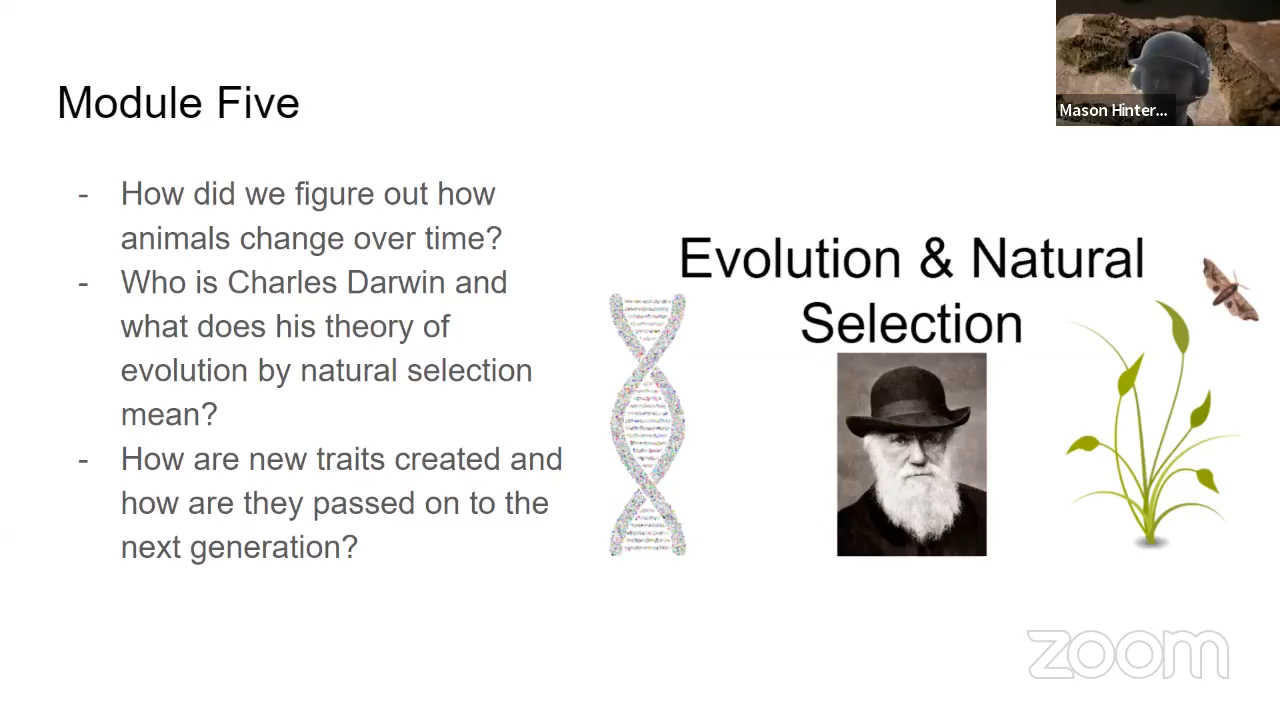 Module Five
- How did we figure out how
animals change over time?
- Who is Charles Darwin and
what does his theory of
evolution by natural selection
mean?
- How are new traits created and
how are they passed on to the
next generation?
Evolution & Natural
Selection
Mason Hinter...
zoom